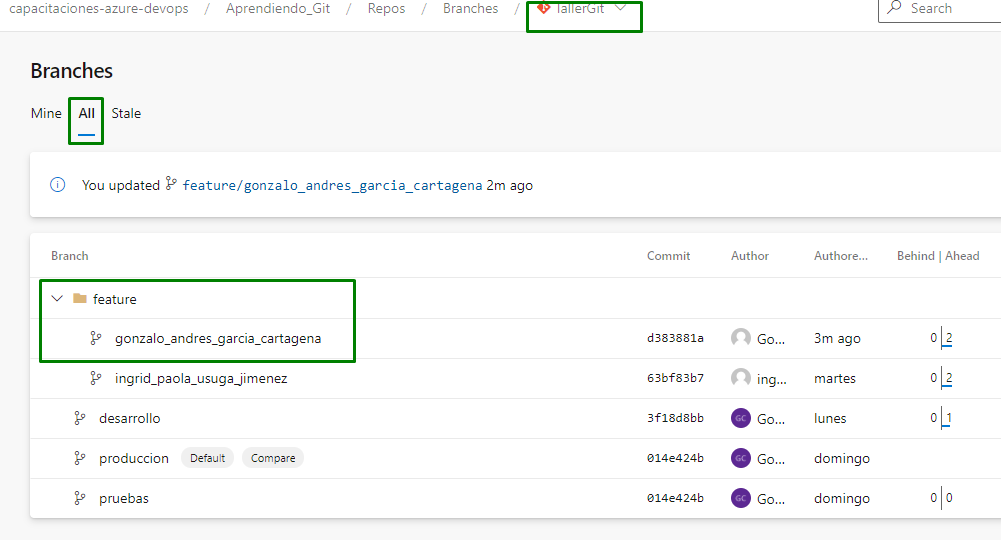 capacitaciones-azure-devops / Aprendiendo_Git / Repos / Branches / TallerGit Search
Branches
Mine All Stale
You updated feature/gonzalo_andres_garcia_cartagena 2m ago
Branch Commit Author Authore... Behind | Ahead
feature
gonzalo_andres_garcia_cartagena d383881a Go... 3m ago 0 2
ingrid_paola_usuga_jimenez 63bf83b7 ing... martes 0 2
desarrollo 3f18d8bb GC Go... lunes 0 1
produccion Default Compare 014e424b GC Go... domingo
pruebas 014e424b GC Go... domingo 0 0